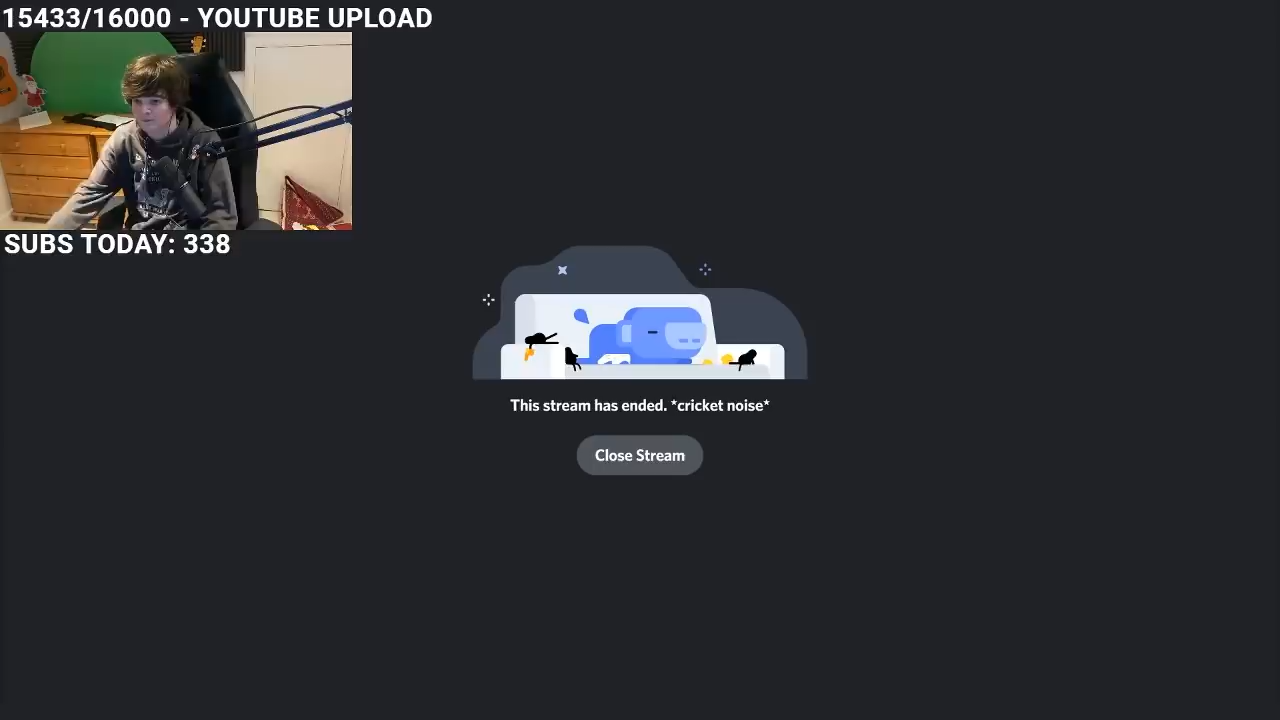 15433/16000 - YOUTUBE UPLOAD
SUBS TODAY: 338
This stream has ended. *cricket noise*
Close Stream